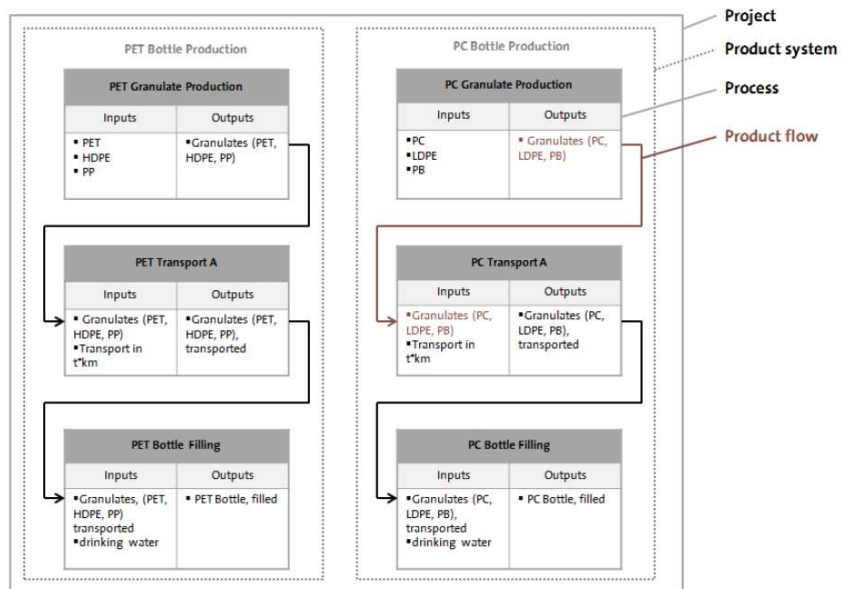 Project
Product system
Process
Product flow
PET Bottle Production
PET Granulate Production
Inputs
Outputs
▪ PET
▪ HDPE
▪ PP
▪Granulates (PET,
HDPE, PP)
PET Transport A
Inputs
Outputs
▪ Granulates (PET,
HDPE, PP)
▪Transport in
t*km
▪Granulates (PET,
HDPE, PP),
transported
PET Bottle Filling
Inputs
Outputs
▪Granulates, (PET,
HDPE, PP)
transported
▪drinking water
▪ PET Bottle, filled
PC Bottle Production
PC Granulate Production
Inputs
Outputs
▪PC
▪LDPE
▪PB
▪ Granulates (PC,
LDPE, PB)
PC Transport A
Inputs
Outputs
▪Granulates (PC,
LDPE, PB)
▪Transport in
t*km
▪Granulates (PC,
LDPE, PB),
transported
PC Bottle Filling
Inputs
Outputs
▪Granulates (PC,
LDPE, PB),
transported
▪drinking water
▪ PC Bottle, filled